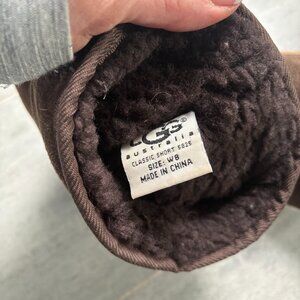 UGG®
australia
CLASSIC SHORT 5825
SIZE: W8
MADE IN CHINA